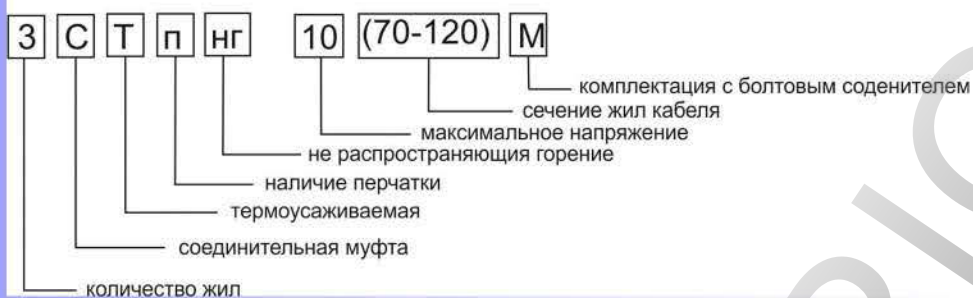 3 С Т п нг 10 (70-120) М
комплектация с болтовым соденителем
сечение жил кабеля
максимальное напряжение
не распространяющия горение
наличие перчатки
термоусаживаемая
соединительная муфта
количество жил